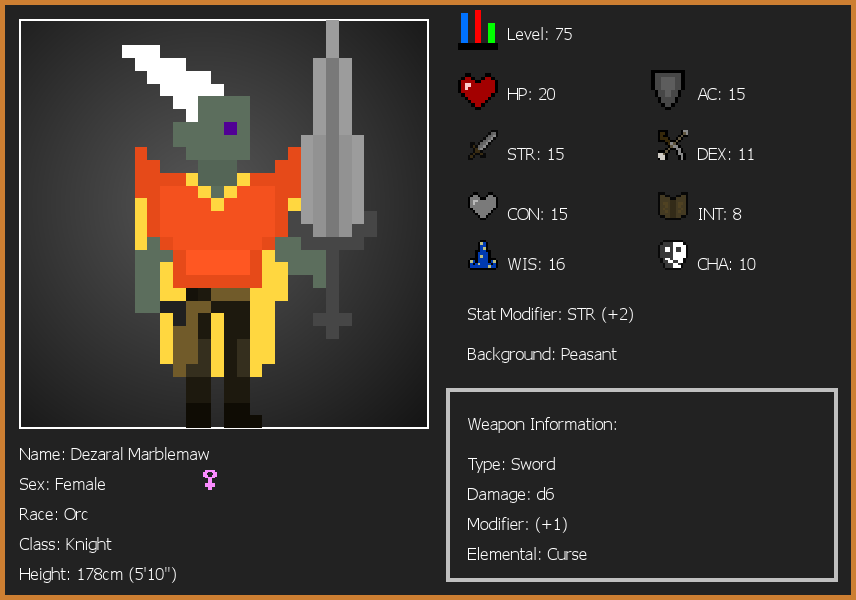 Level: 75
HP: 20
AC: 15
STR: 15
DEX: 11
CON: 15
INT: 8
WIS: 16
CHA: 10
Stat Modifier: STR (+2)
Background: Peasant
Weapon Information:
Type: Sword
Damage: d6
Modifier: (+1)
Elemental: Curse
Name: Dezaral Marblemaw
Sex: Female
Race: Orc
Class: Knight
Height: 178cm (5'10")